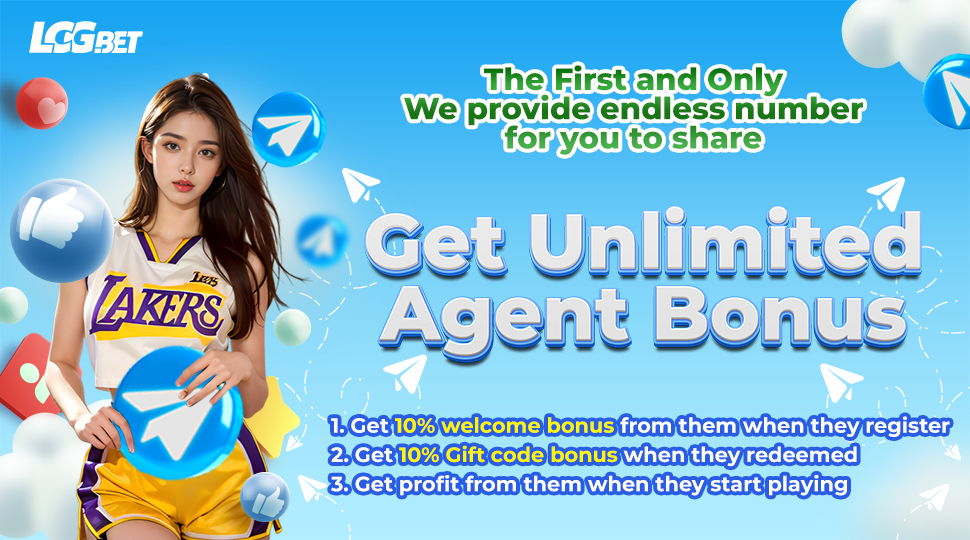 LCGBET
The First and Only
We provide endless number
for you to share
Get Unlimited
Agent Bonus
LAKERS
1. Get 10% welcome bonus from them when they register
2. Get 10% Gift code bonus when they redeemed
3. Get profit from them when they start playing